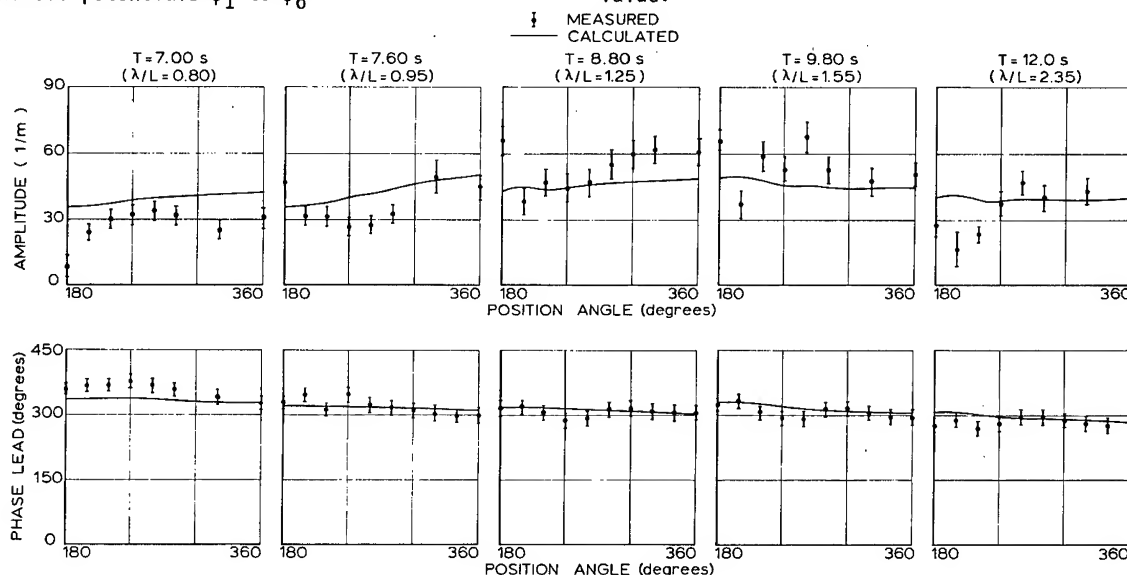 MEASURED
CALCULATED
T=7.00 s
(λ/L=0.80)
T=7.60 s
(λ/L=0.95)
T=8.80 s
(λ/L=1.25)
T=9.80 s
(λ/L=1.55)
T=12.0 s
(λ/L=2.35)
AMPLITUDE (1/m)
90
60
30
0
180 360 180 360 180 360 180 360 180 360
POSITION ANGLE (degrees)
PHASE LEAD (degrees)
450
300
150
0
180 360 180 360 180 360 180 360 180 360
POSITION ANGLE (degrees)